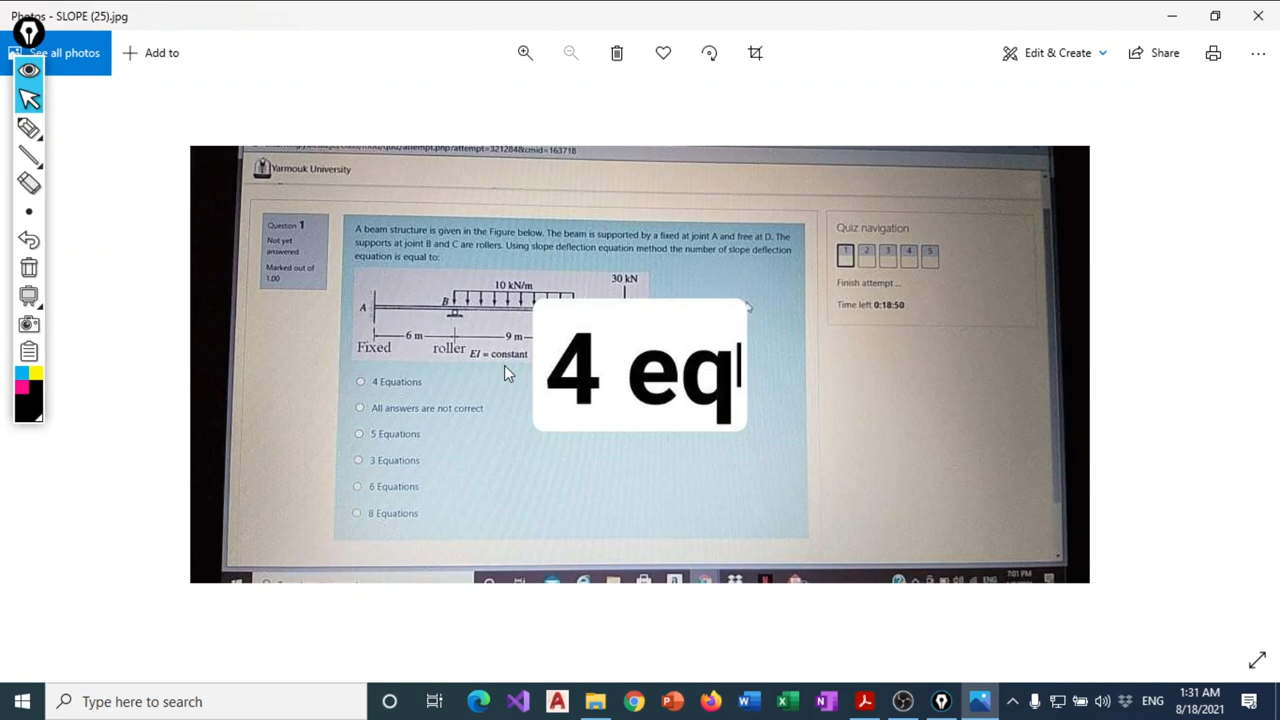 Photos - SLOPE (25).jpg
See all photos
Add to
Edit & Create
Share
Yarmouk University
Question 1
Not yet
answered
Marked out of
1.00
A beam structure is given in the Figure below. The beam is supported by a fixed at joint A and free at D. The
supports at joint B and C are rollers. Using slope deflection equation method the number of slope deflection
equation is equal to:
30 kN
10 kN/m
A
B
6 m
9 m
Fixed
roller
EI = constant
4 eq
4 Equations
All answers are not correct
5 Equations
3 Equations
6 Equations
8 Equations
Quiz navigation
1 2 3 4 5
Finish attempt ...
Time left 0:18:50
7:01 PM
ENG
Type here to search
ENG
1:31 AM
8/18/2021